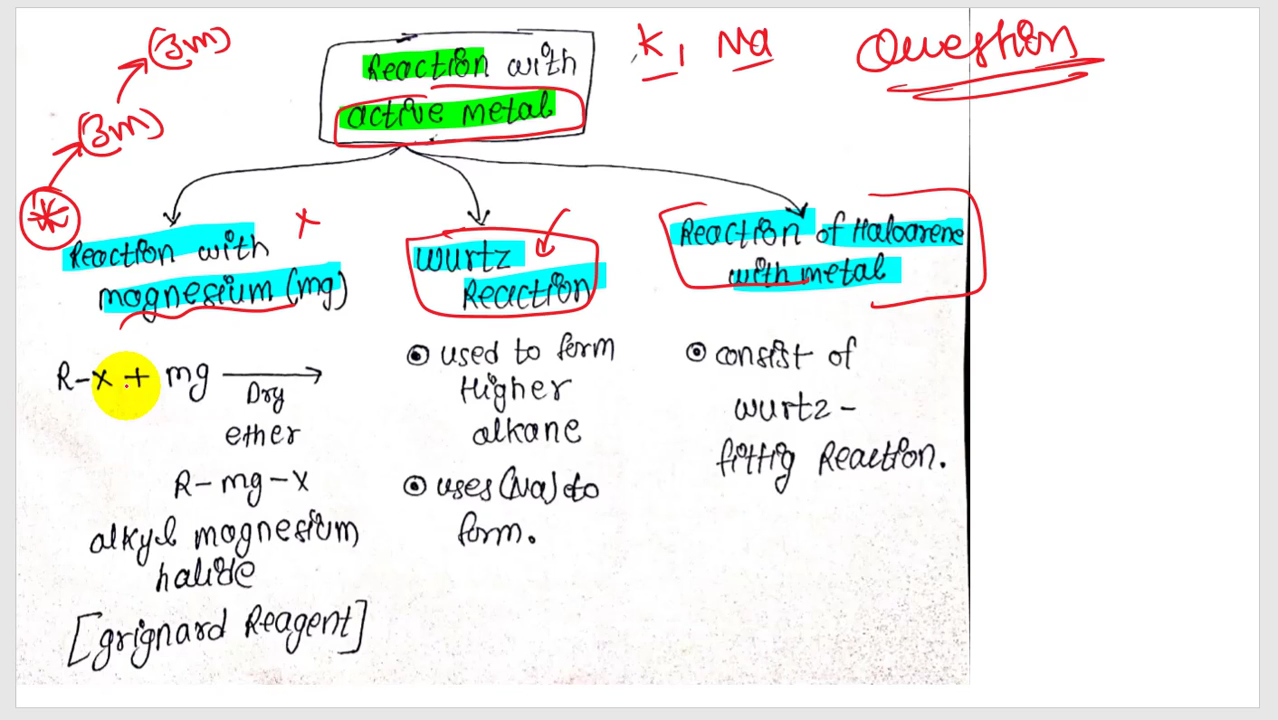 (3m)
(3m)
Reaction with
active metal
K, Na
Question
Reaction with
magnesium (mg)
R-X + mg
Dry
ether
R-mg-X
alkyl magnesium
halide
[grignard Reagent]
wurtz
Reaction
used to form
Higher
alkane
uses (Na) to
form.
Reaction of Haloarene
with metal
consist of
wurtz-
fittig Reaction.